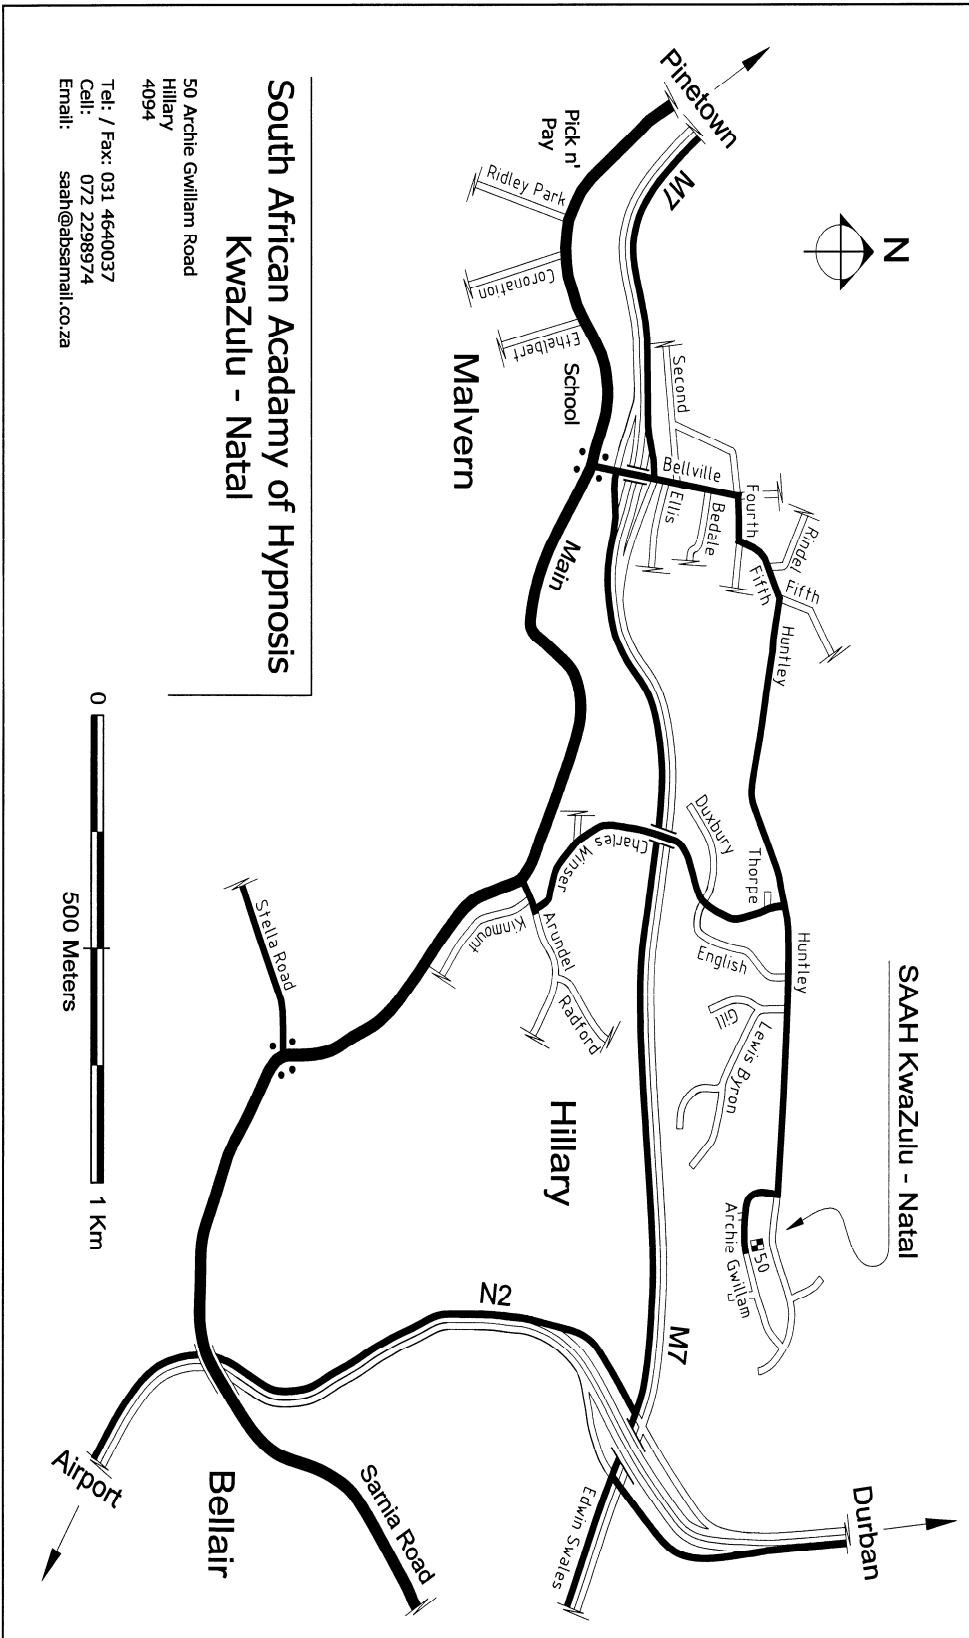 Pinetown
M7
N
Pick n'
Pay
Ridley Park
Coronation
Ethelbert
School
Malvern
Second
Bellville
Ellis
Bedale
Fourth
Rindel
Fifth
Fifth
Huntley
Main
Duxbury
Thorpe
Charles Winser
English
Huntley
Kinmount
Arundel
Radford
Gill
Lewis Byron
SAAH KwaZulu - Natal
50
Archie Gwillam
Stella Road
Hillary
N2
M7
Durban
Edwin Swales
Samia Road
Bellair
Airport
South African Acadamy of Hypnosis
KwaZulu - Natal
50 Archie Gwillam Road
Hillary
4094
Tel: / Fax: 031 4640037
Cell: 072 2298974
Email: saah@absamail.co.za
0
500 Meters
1 Km